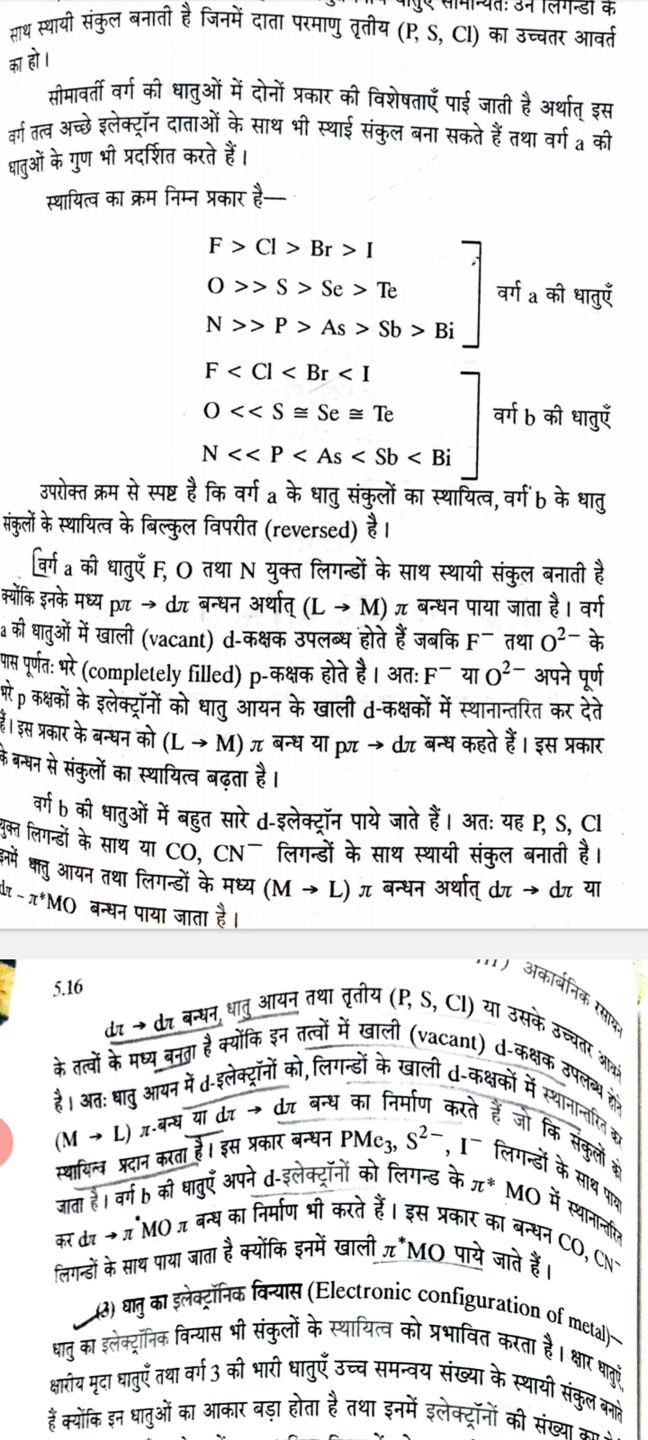 साथ स्थायी संकुल बनाती है जिनमें दाता परमाणु तृतीय (P, S, Cl) का उच्चतर आवर्त
का हो।
सीमावर्ती वर्ग की धातुओं में दोनों प्रकार की विशेषताएँ पाई जाती है अर्थात् इस
वर्ग तत्व अच्छे इलेक्ट्रॉन दाताओं के साथ भी स्थाई संकुल बना सकते हैं तथा वर्ग a की
धातुओं के गुण भी प्रदर्शित करते हैं।
स्थायित्व का क्रम निम्न प्रकार है—
F > Cl > Br > I
O >> S > Se > Te
वर्ग a की धातुएँ
N >> P > As > Sb > Bi
F < Cl < Br < I
O << S ≅ Se ≅ Te
वर्ग b की धातुएँ
N << P < As < Sb < Bi
उपरोक्त क्रम से स्पष्ट है कि वर्ग a के धातु संकुलों का स्थायित्व, वर्ग b के धातु
संकुलों के स्थायित्व के बिल्कुल विपरीत (reversed) है।
वर्ग a की धातुएँ F, O तथा N युक्त लिगन्डों के साथ स्थायी संकुल बनाती है
क्योंकि इनके मध्य pπ → dπ बन्धन अर्थात् (L → M) π बन्धन पाया जाता है। वर्ग
a की धातुओं में खाली (vacant) d-कक्षक उपलब्ध होते हैं जबकि F⁻ तथा O²⁻ के
पास पूर्णतः भरे (completely filled) p-कक्षक होते है। अतः F⁻ या O²⁻ अपने पूर्ण
भरे p कक्षकों के इलेक्ट्रॉनों को धातु आयन के खाली d-कक्षकों में स्थानान्तरित कर देते
हैं। इस प्रकार के बन्धन को (L → M) π बन्ध या pπ → dπ बन्ध कहते हैं। इस प्रकार
के बन्धन से संकुलों का स्थायित्व बढ़ता है।
वर्ग b की धातुओं में बहुत सारे d-इलेक्ट्रॉन पाये जाते हैं। अतः यह P, S, Cl
युक्त लिगन्डों के साथ या CO, CN⁻ लिगन्डों के साथ स्थायी संकुल बनाती है।
इनमें धातु आयन तथा लिगन्डों के मध्य (M → L) π बन्धन अर्थात् dπ → dπ या
dπ - π*MO बन्धन पाया जाता है।
5.16
अकार्बनिक रसायन
dπ → dπ बन्धन, धातु आयन तथा तृतीय (P, S, Cl) या उसके उच्चतर आवर्त
के तत्वों के मध्य बनता है क्योंकि इन तत्वों में खाली (vacant) d-कक्षक उपलब्ध होते
है। अतः धातु आयन में d-इलेक्ट्रॉनों को, लिगन्डों के खाली d-कक्षकों में स्थानान्तरित कर
(M → L) π-बन्ध या dπ → dπ बन्ध का निर्माण करते हैं जो कि संकुलों को
स्थायित्व प्रदान करता है। इस प्रकार बन्धन PMe₃, S²⁻, I⁻ लिगन्डों के साथ पाया
जाता है। वर्ग b की धातुएँ अपने d-इलेक्ट्रॉनों को लिगन्ड के π* MO में स्थानान्तरित
कर dπ → π*MO π बन्ध का निर्माण भी करते हैं। इस प्रकार का बन्धन CO, CN⁻
लिगन्डों के साथ पाया जाता है क्योंकि इनमें खाली π*MO पाये जाते हैं।
(3) धातु का इलेक्ट्रॉनिक विन्यास (Electronic configuration of metal)—
धातु का इलेक्ट्रॉनिक विन्यास भी संकुलों के स्थायित्व को प्रभावित करता है। क्षार धातुएँ,
क्षारीय मृदा धातुएँ तथा वर्ग 3 की भारी धातुएँ उच्च समन्वय संख्या के स्थायी संकुल बनाते
हैं क्योंकि इन धातुओं का आकार बड़ा होता है तथा इनमें इलेक्ट्रॉनों की संख्या